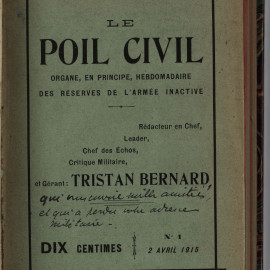 LE
POIL CIVIL
ORGANE, EN PRINCIPE, HEBDOMADAIRE
DES RÉSERVES DE L'ARMÉE INACTIVE
Rédacteur en Chef,
Leader,
Chef des Échos,
Critique Militaire,
et Gérant: TRISTAN BERNARD
qui vous envoie mille amitiés,
et qui a perdu votre adresse
militaire.
DIX CENTIMES
N° 1
2 AVRIL 1915